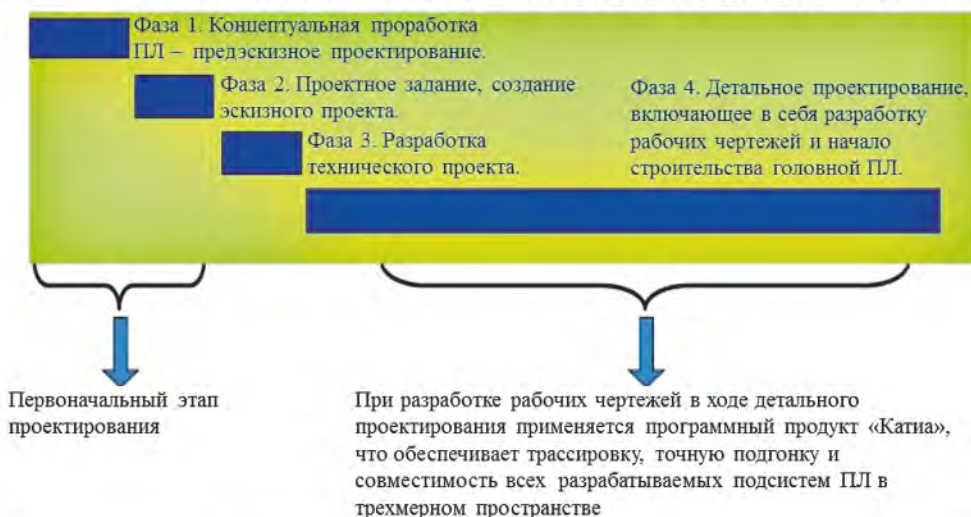 Фаза 1. Концептуальная проработка
ПЛ – предэскизное проектирование.
Фаза 2. Проектное задание, создание
эскизного проекта.
Фаза 3. Разработка
технического проекта.
Фаза 4. Детальное проектирование,
включающее в себя разработку
рабочих чертежей и начало
строительства головной ПЛ.
Первоначальный этап
проектирования
При разработке рабочих чертежей в ходе детального
проектирования применяется программный продукт «Катиа»,
что обеспечивает трассировку, точную подгонку и
совместимость всех разрабатываемых подсистем ПЛ в
трехмерном пространстве